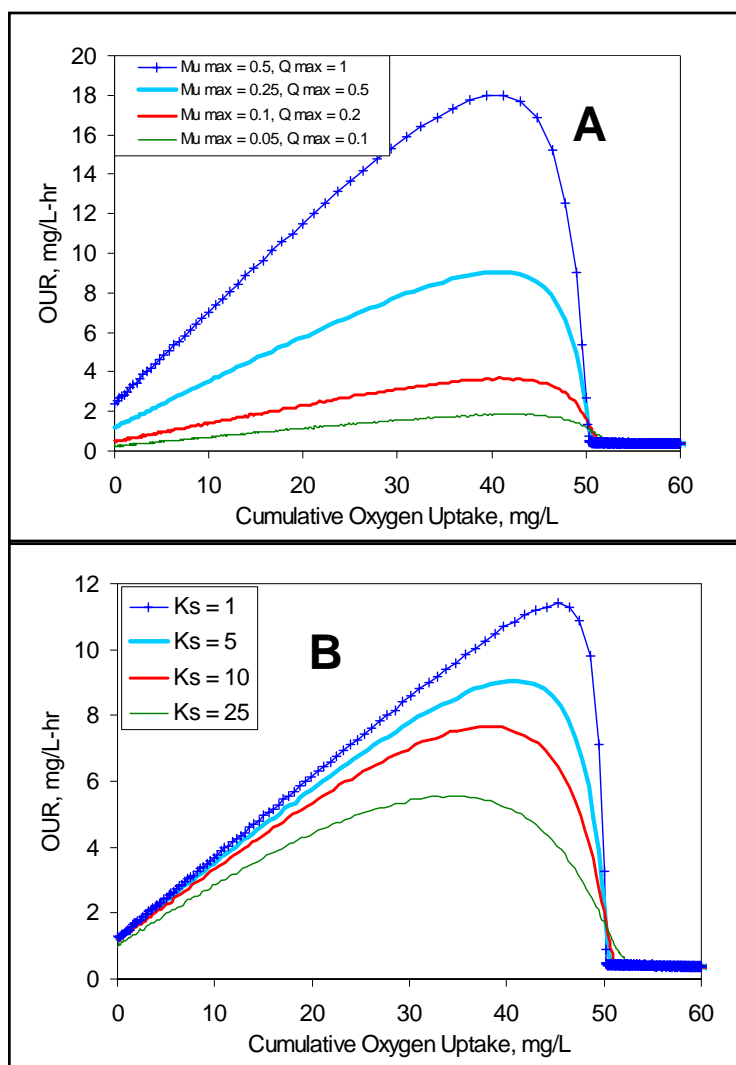 20
18
16
14
12
10
8
6
4
2
0
OUR, mg/L-hr
Mu max = 0.5, Q max = 1
Mu max = 0.25, Q max = 0.5
Mu max = 0.1, Q max = 0.2
Mu max = 0.05, Q max = 0.1
A
0 10 20 30 40 50 60
Cumulative Oxygen Uptake, mg/L
12
10
8
6
4
2
0
OUR, mg/L-hr
Ks = 1
Ks = 5
Ks = 10
Ks = 25
B
0 10 20 30 40 50 60
Cumulative Oxygen Uptake, mg/L